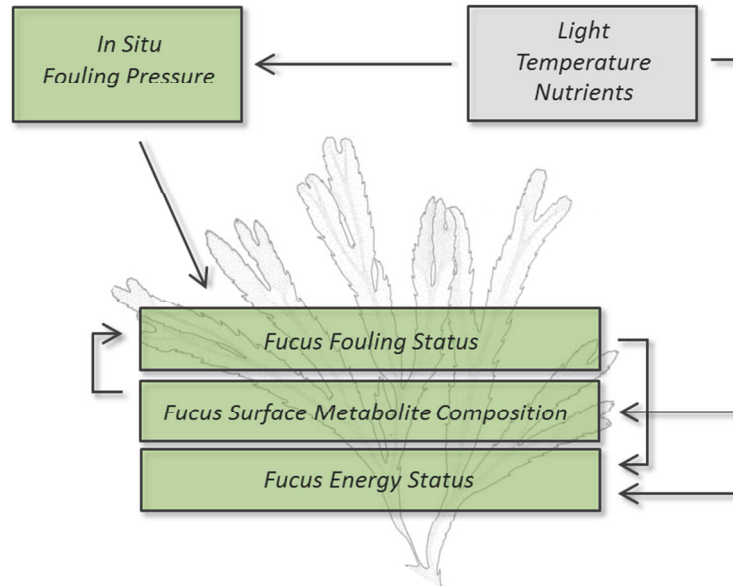 In Situ
Fouling Pressure
Light
Temperature
Nutrients
Fucus Fouling Status
Fucus Surface Metabolite Composition
Fucus Energy Status